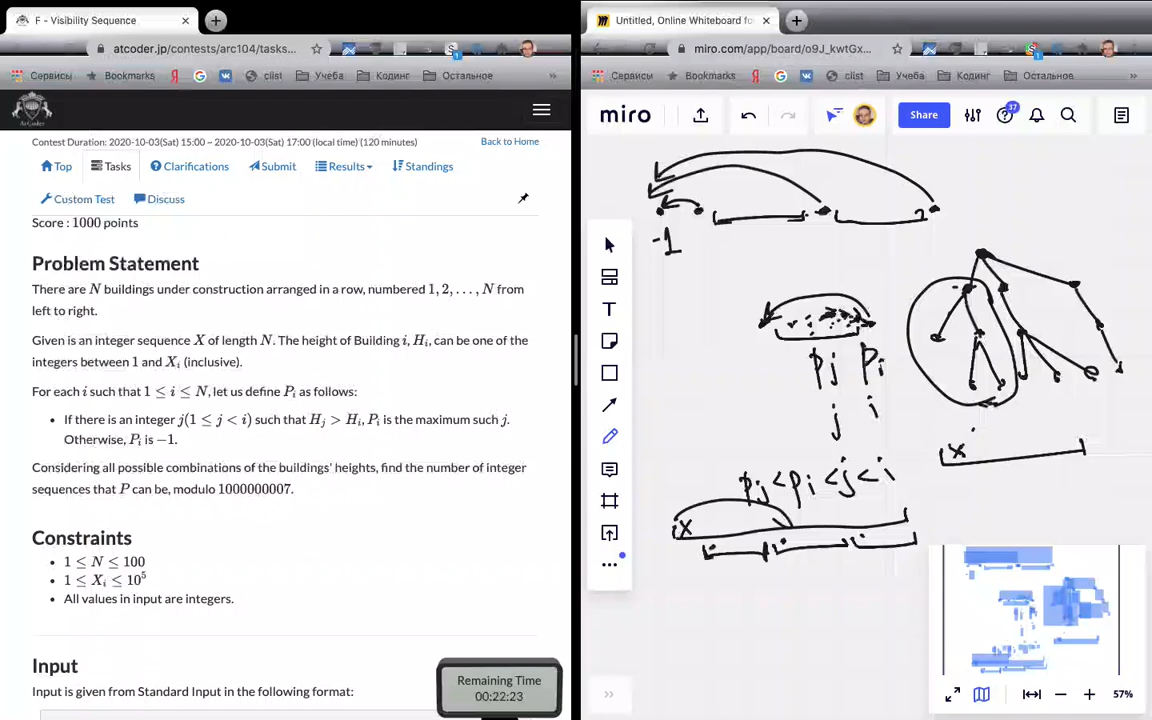 F - Visibility Sequence
Untitled, Online Whiteboard fo
atcoder.jp/contests/arc104/tasks...
miro.com/app/board/o9J_kwtGx...
Сервисы Bookmarks clist Учеба Кодинг Остальное
Сервисы Bookmarks clist Учеба Кодинг Остальное
miro
Share
37
Contest Duration: 2020-10-03(Sat) 15:00 ~ 2020-10-03(Sat) 17:00 (local time) (120 minutes)
Back to Home
Top Tasks Clarifications Submit Results Standings
Custom Test Discuss
Score : 1000 points
Problem Statement
There are N buildings under construction arranged in a row, numbered 1, 2, . . . , N from
left to right.
Given is an integer sequence X of length N. The height of Building i, Hi, can be one of the
integers between 1 and Xi (inclusive).
For each i such that 1 ≤ i ≤ N, let us define Pi as follows:
• If there is an integer j(1 ≤ j < i) such that Hj > Hi, Pi is the maximum such j.
Otherwise, Pi is −1.
Considering all possible combinations of the buildings' heights, find the number of integer
sequences that P can be, modulo 1000000007.
Constraints
• 1 ≤ N ≤ 100
• 1 ≤ Xi ≤ 10^5
• All values in input are integers.
Input
Input is given from Standard Input in the following format:
Remaining Time
00:22:23
-1
Pj Pi
j i
Pj < Pi < j < i
X
X
57%